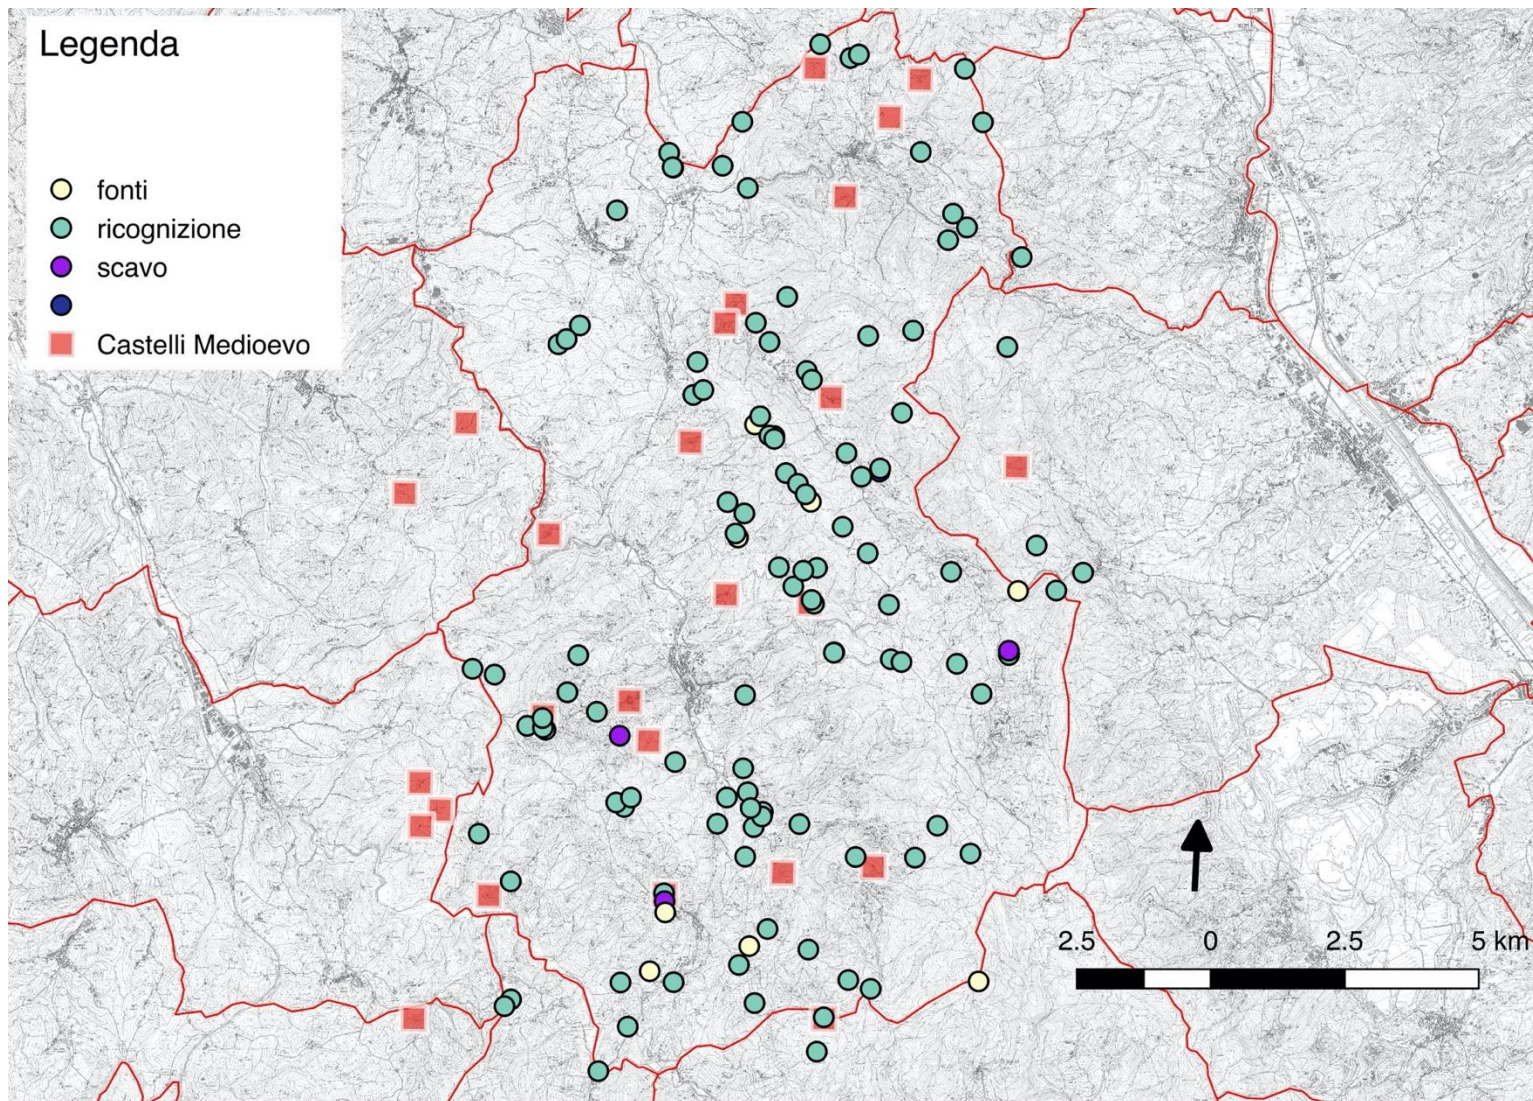 Legenda
fonti
ricognizione
scavo
Castelli Medioevo
2.5 0 2.5 5 km